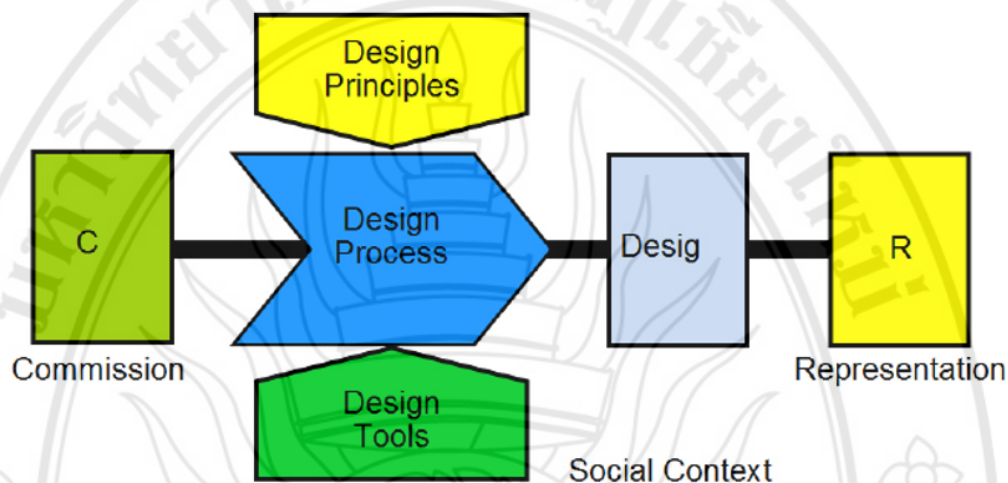 Design
Principles
C
Design
Process
Desig
R
Commission
Representation
Design
Tools
Social Context